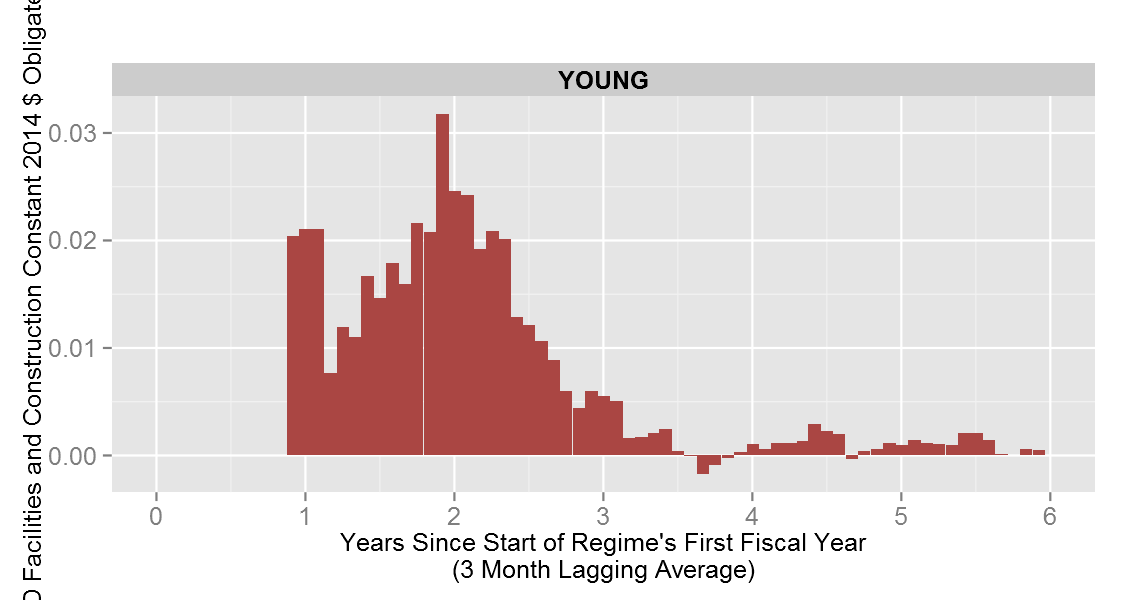 YOUNG
Facilities and Construction Constant 2014 $
0.03
0.02
0.01
0.00
0 1 2 3 4 5 6
Years Since Start of Regime's First Fiscal Year
(3 Month Lagging Average)